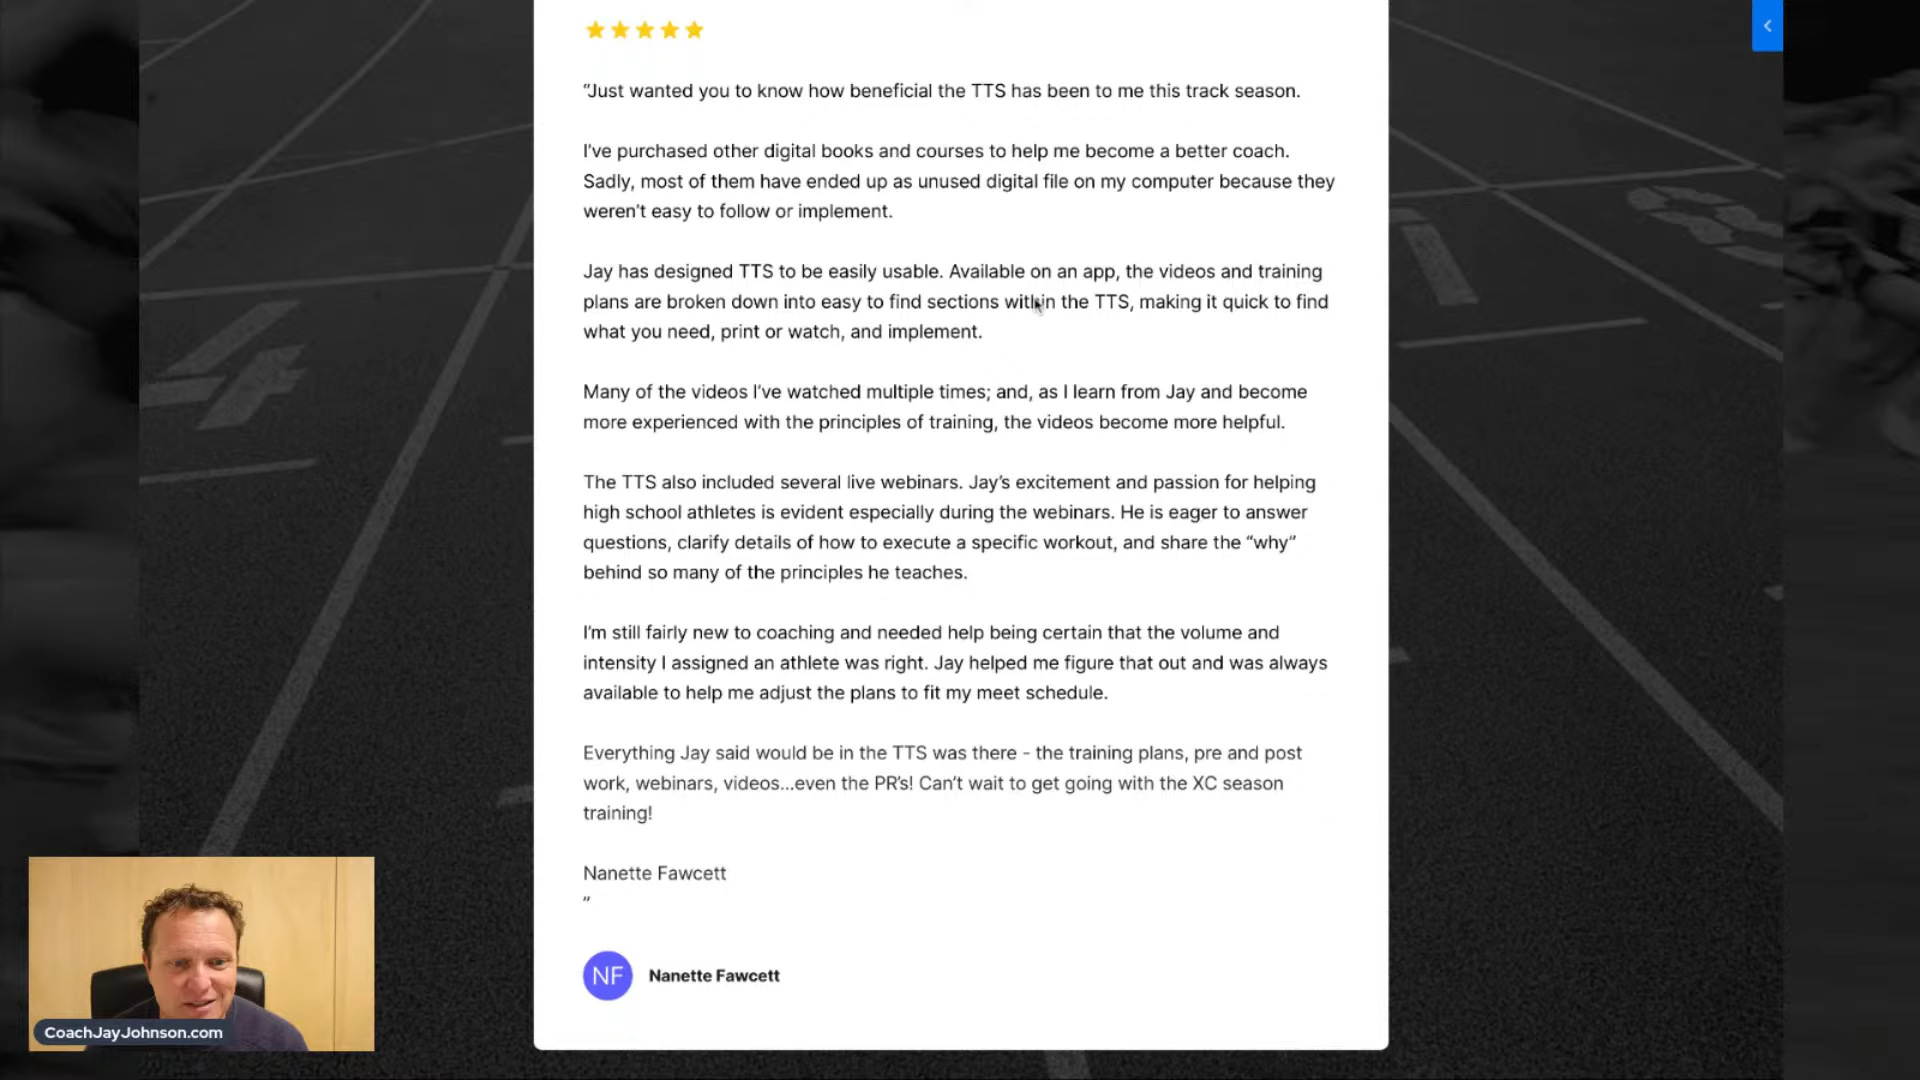 “Just wanted you to know how beneficial the TTS has been to me this track season.
I’ve purchased other digital books and courses to help me become a better coach.
Sadly, most of them have ended up as unused digital file on my computer because they
weren’t easy to follow or implement.
Jay has designed TTS to be easily usable. Available on an app, the videos and training
plans are broken down into easy to find sections within the TTS, making it quick to find
what you need, print or watch, and implement.
Many of the videos I’ve watched multiple times; and, as I learn from Jay and become
more experienced with the principles of training, the videos become more helpful.
The TTS also included several live webinars. Jay’s excitement and passion for helping
high school athletes is evident especially during the webinars. He is eager to answer
questions, clarify details of how to execute a specific workout, and share the “why”
behind so many of the principles he teaches.
I’m still fairly new to coaching and needed help being certain that the volume and
intensity I assigned an athlete was right. Jay helped me figure that out and was always
available to help me adjust the plans to fit my meet schedule.
Everything Jay said would be in the TTS was there - the training plans, pre and post
work, webinars, videos...even the PR’s! Can’t wait to get going with the XC season
training!
Nanette Fawcett
”
NF Nanette Fawcett
CoachJayJohnson.com
4
1
8